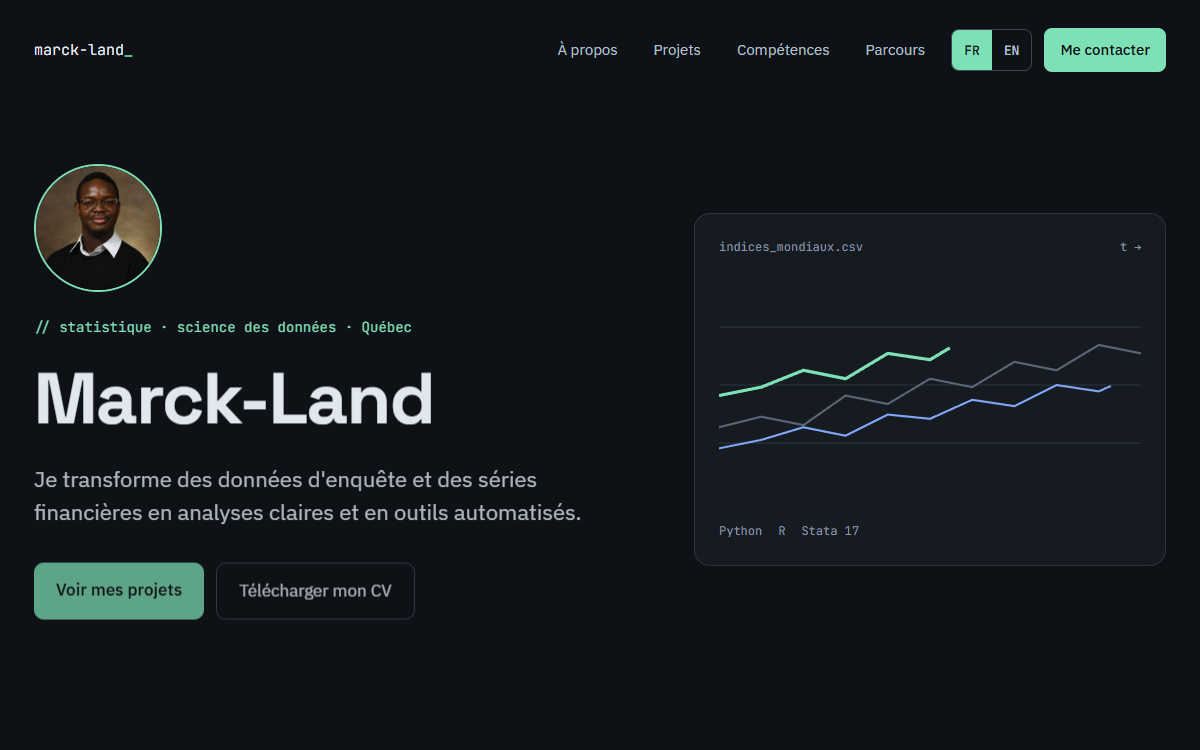 marck-land_
À propos
Projets
Compétences
Parcours
FR
EN
Me contacter
// statistique · science des données · Québec
Marck-Land
Je transforme des données d'enquête et des séries
financières en analyses claires et en outils automatisés.
Voir mes projets
Télécharger mon CV
indices_mondiaux.csv
t →
Python R Stata 17